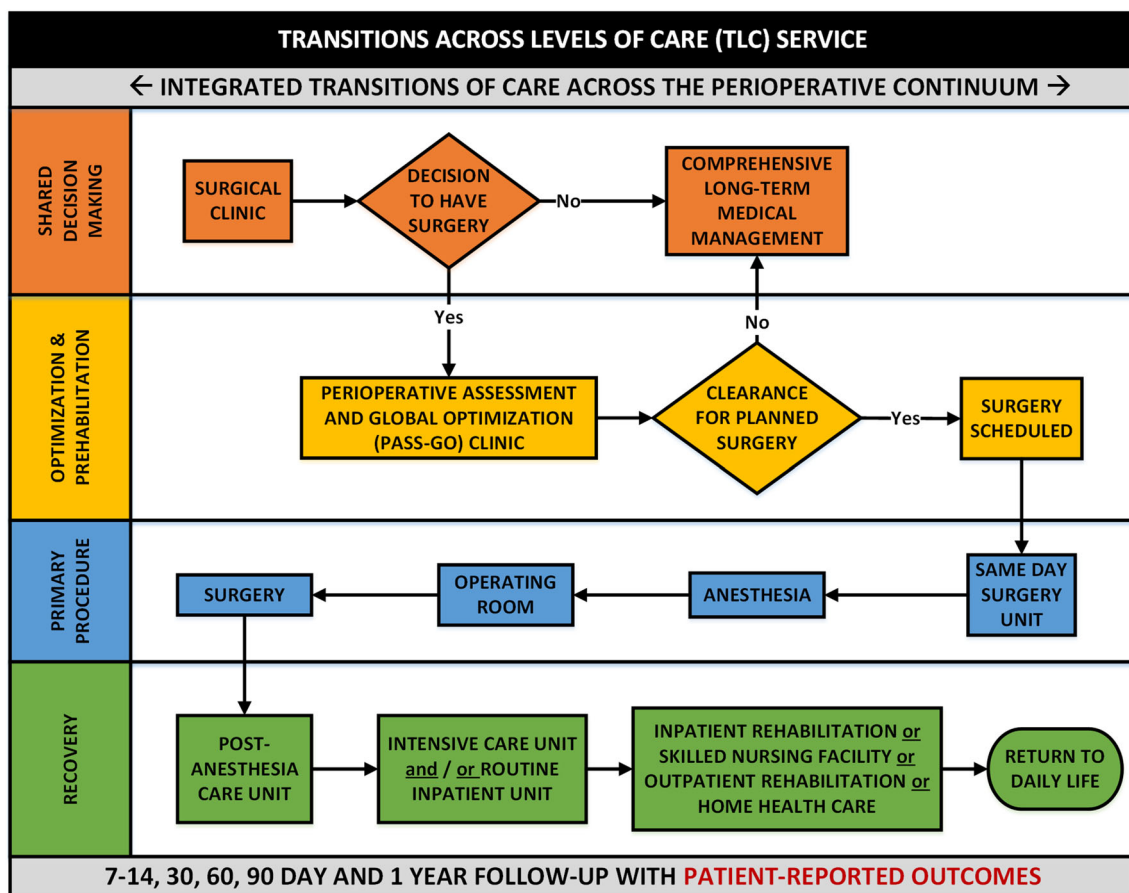 TRANSITIONS ACROSS LEVELS OF CARE (TLC) SERVICE
← INTEGRATED TRANSITIONS OF CARE ACROSS THE PERIOPERATIVE CONTINUUM →
SHARED
DECISION
MAKING
SURGICAL
CLINIC
DECISION
TO HAVE
SURGERY
No
COMPREHENSIVE
LONG-TERM
MEDICAL
MANAGEMENT
Yes
No
OPTIMIZATION &
PREHABILITATION
PERIOPERATIVE ASSESSMENT
AND GLOBAL OPTIMIZATION
(PASS-GO) CLINIC
CLEARANCE
FOR PLANNED
SURGERY
Yes
SURGERY
SCHEDULED
PRIMARY
PROCEDURE
SURGERY
OPERATING
ROOM
ANESTHESIA
SAME DAY
SURGERY
UNIT
RECOVERY
POST-
ANESTHESIA
CARE UNIT
INTENSIVE CARE UNIT
and / or ROUTINE
INPATIENT UNIT
INPATIENT REHABILITATION or
SKILLED NURSING FACILITY or
OUTPATIENT REHABILITATION or
HOME HEALTH CARE
RETURN TO
DAILY LIFE
7-14, 30, 60, 90 DAY AND 1 YEAR FOLLOW-UP WITH PATIENT-REPORTED OUTCOMES